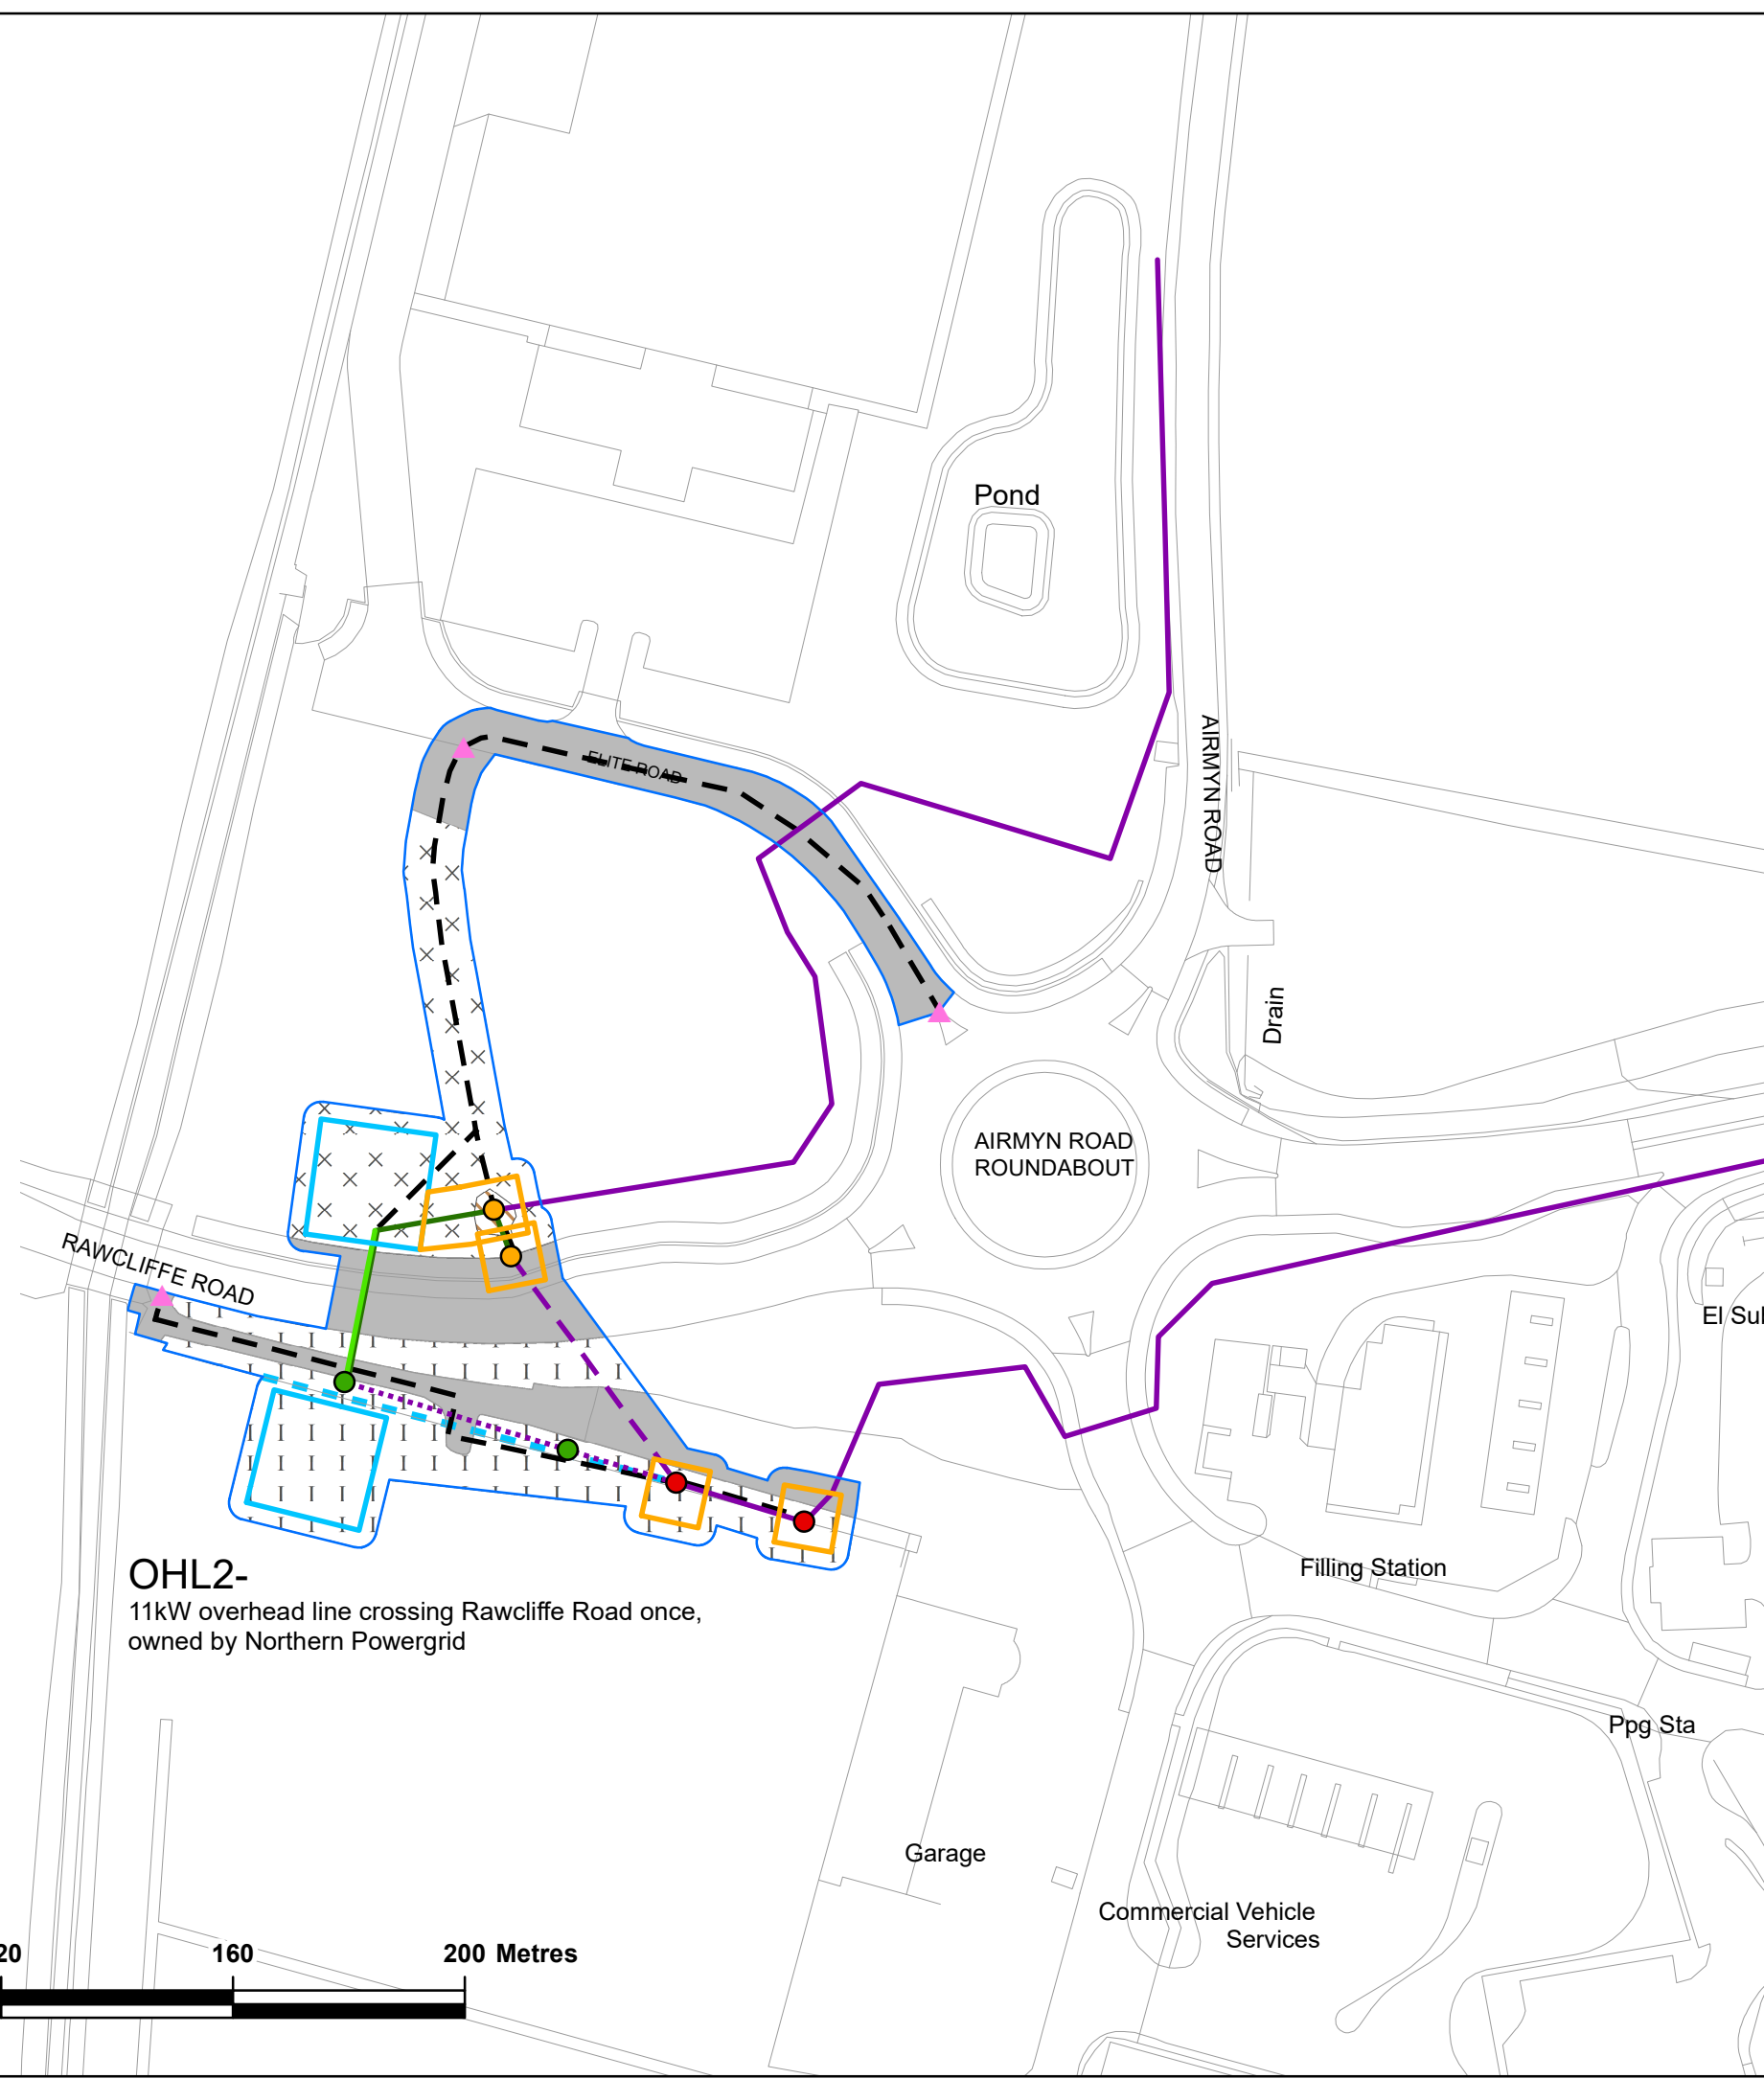 Pond
AIRMYN ROAD
ELITE ROAD
Drain
AIRMYN ROAD
ROUNDABOUT
RAWCLIFFE ROAD
El Su
OHL2-
11kW overhead line crossing Rawcliffe Road once,
owned by Northern Powergrid
Filling Station
Ppg Sta
Garage
Commercial Vehicle
Services
20 160 200 Metres